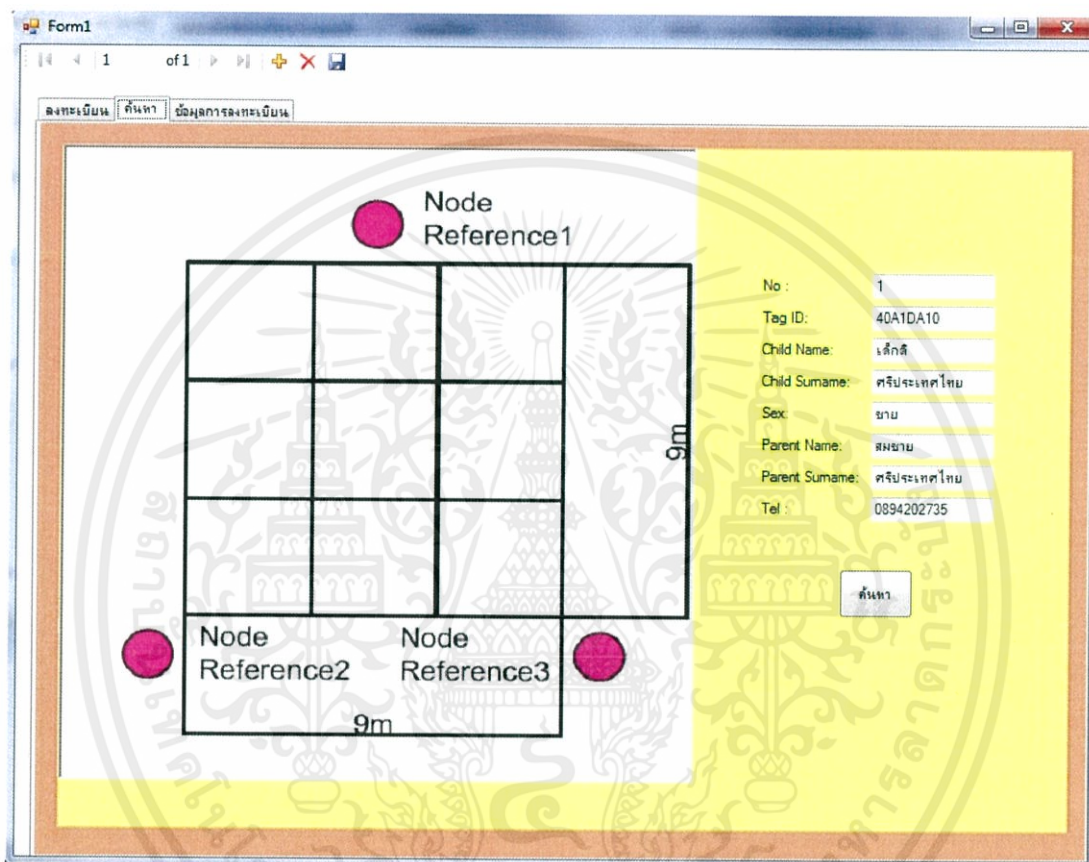 Form1
1 of 1
ลงทะเบียน ค้นหา ข้อมูลการลงทะเบียน
Node
Reference1
9m
Node
Reference2
Node
Reference3
9m
No : 1
Tag ID: 40A1DA10
Child Name: เล็กลี
Child Surname: ศรีประเทศไทย
Sex: ชาย
Parent Name: สมชาย
Parent Surname: ศรีประเทศไทย
Tel : 0894202735
ค้นหา